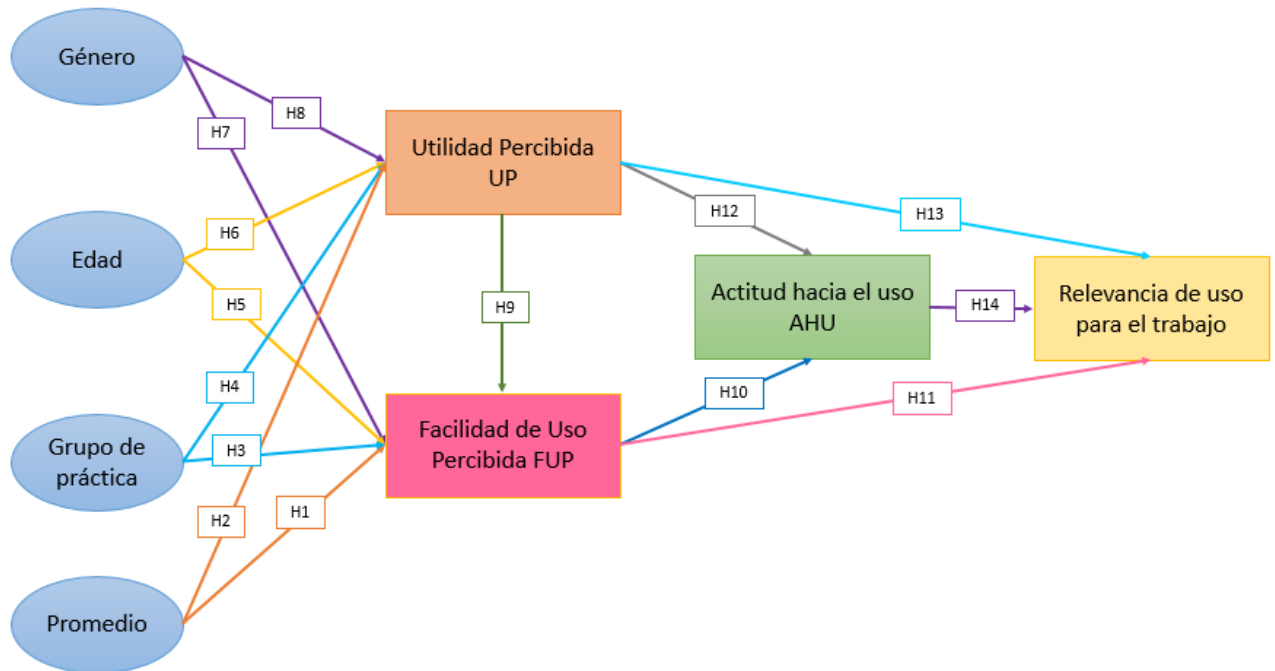 Género
H8
H7
Utilidad Percibida
UP
H13
H12
H6
Edad
Actitud hacia el uso
AHU
Relevancia de uso
para el trabajo
H5
H9
H14
H4
H10
H11
Grupo de
práctica
H3
Facilidad de Uso
Percibida FUP
H2
H1
Promedio